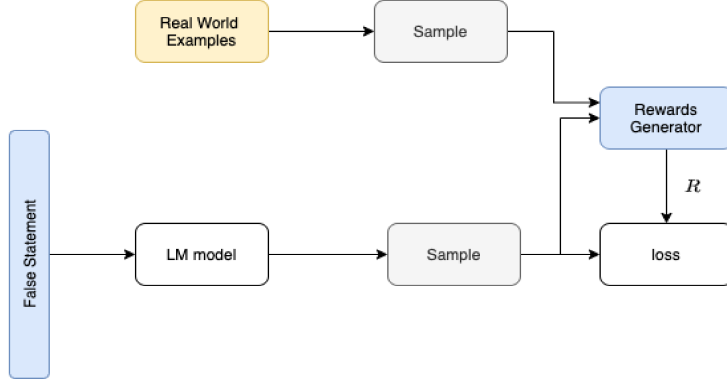 Real World
Examples
Sample
Rewards
Generator
R
False Statement
LM model
Sample
loss